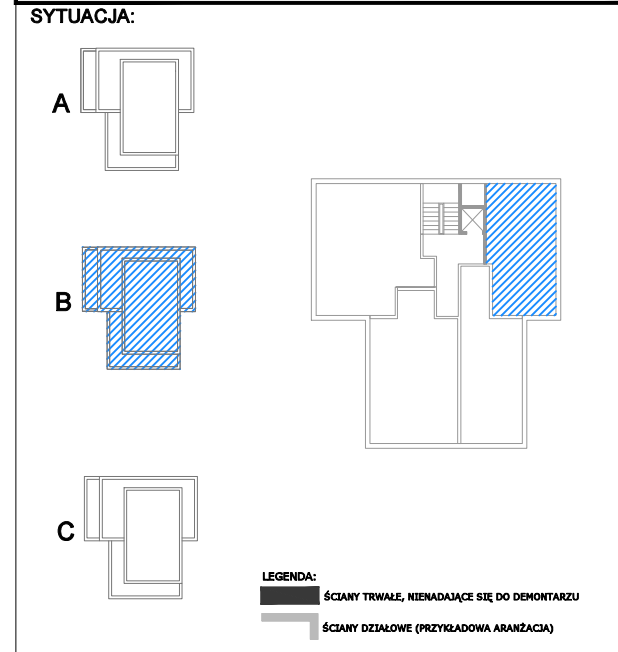 SYTUACJA:
A
B
C
LEGENDA:
ŚCIANY TRWAŁE, NIENADAJĄCE SIĘ DO DEMONTARZU
ŚCIANY DZIAŁOWE (PRZYKŁADOWA ARANŻACJA)